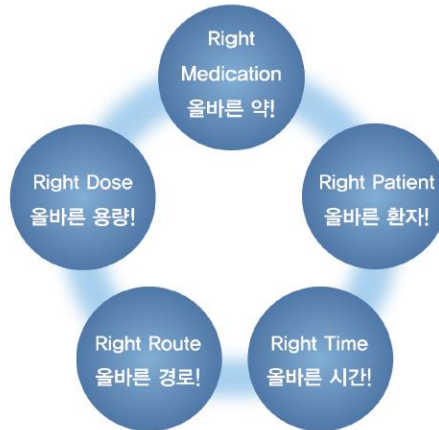 Right
Medication
올바른 약!
Right Dose
올바른 용량!
Right Patient
올바른 환자!
Right Route
올바른 경로!
Right Time
올바른 시간!